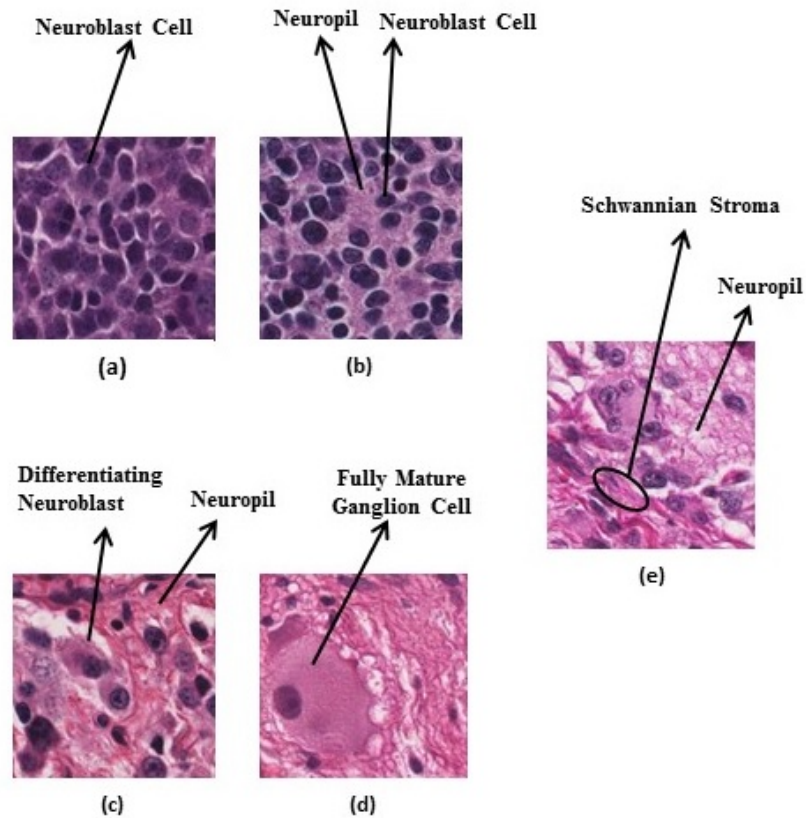 Neuroblast Cell
Neuropil
Neuroblast Cell
(a)
(b)
Schwannian Stroma
Neuropil
(e)
Differentiating
Neuroblast
Neuropil
Fully Mature
Ganglion Cell
(c)
(d)